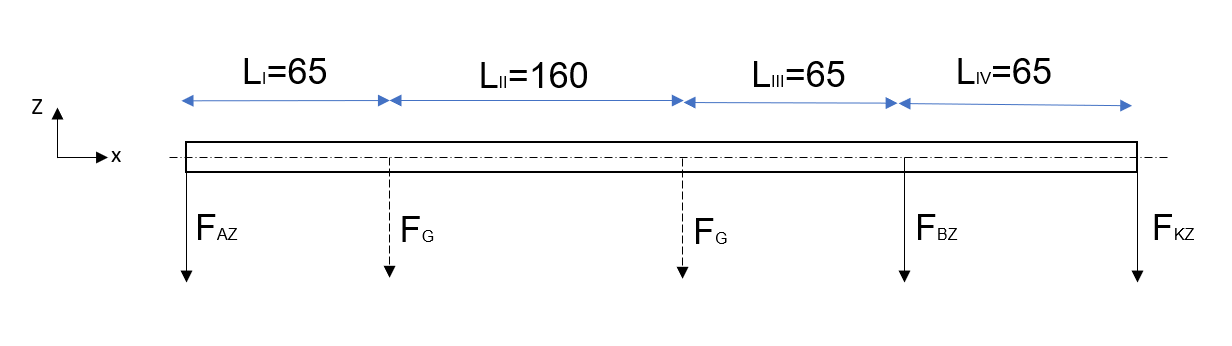 LI=65
LII=160
LIII=65
LIV=65
Z
x
FAZ
FG
FG
FBZ
FKZ